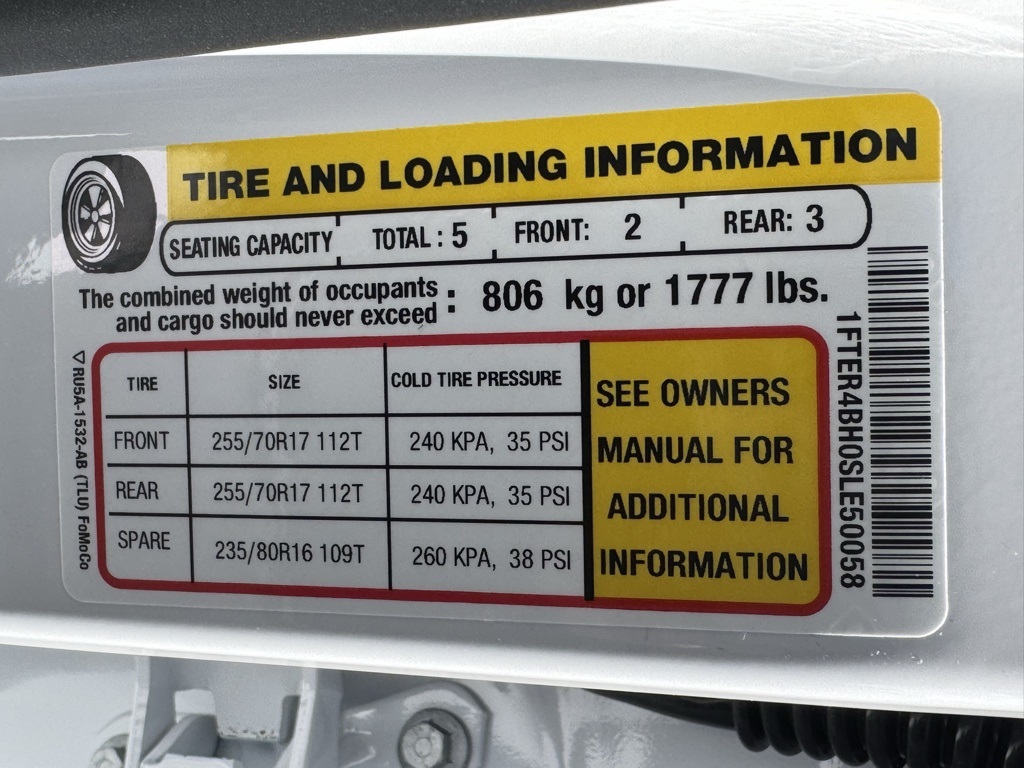 TIRE AND LOADING INFORMATION
SEATING CAPACITY TOTAL : 5 FRONT: 2 REAR: 3
The combined weight of occupants
and cargo should never exceed : 806 kg or 1777 lbs.
TIRE SIZE COLD TIRE PRESSURE
FRONT 255/70R17 112T 240 KPA, 35 PSI
REAR 255/70R17 112T 240 KPA, 35 PSI
SPARE 235/80R16 109T 260 KPA, 38 PSI
SEE OWNERS
MANUAL FOR
ADDITIONAL
INFORMATION
RU5A-1532-AB (TLU) FoMoCo
1FTER4BH0SLE50058